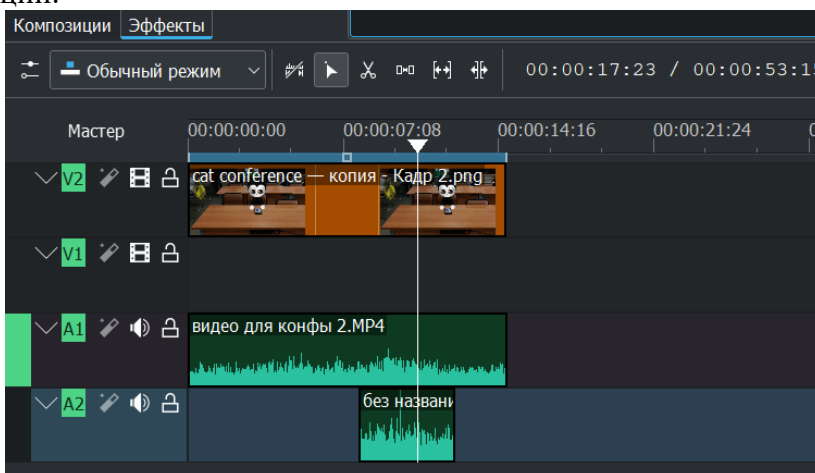 Композиции Эффекты
Обычный режим 00:00:17:23 / 00:00:53:15
Мастер 00:00:00:00 00:00:07:08 00:00:14:16 00:00:21:24
V2 cat conference — копия - Кадр 2.png
V1
A1 видео для конфы 2.MP4
A2 без названи